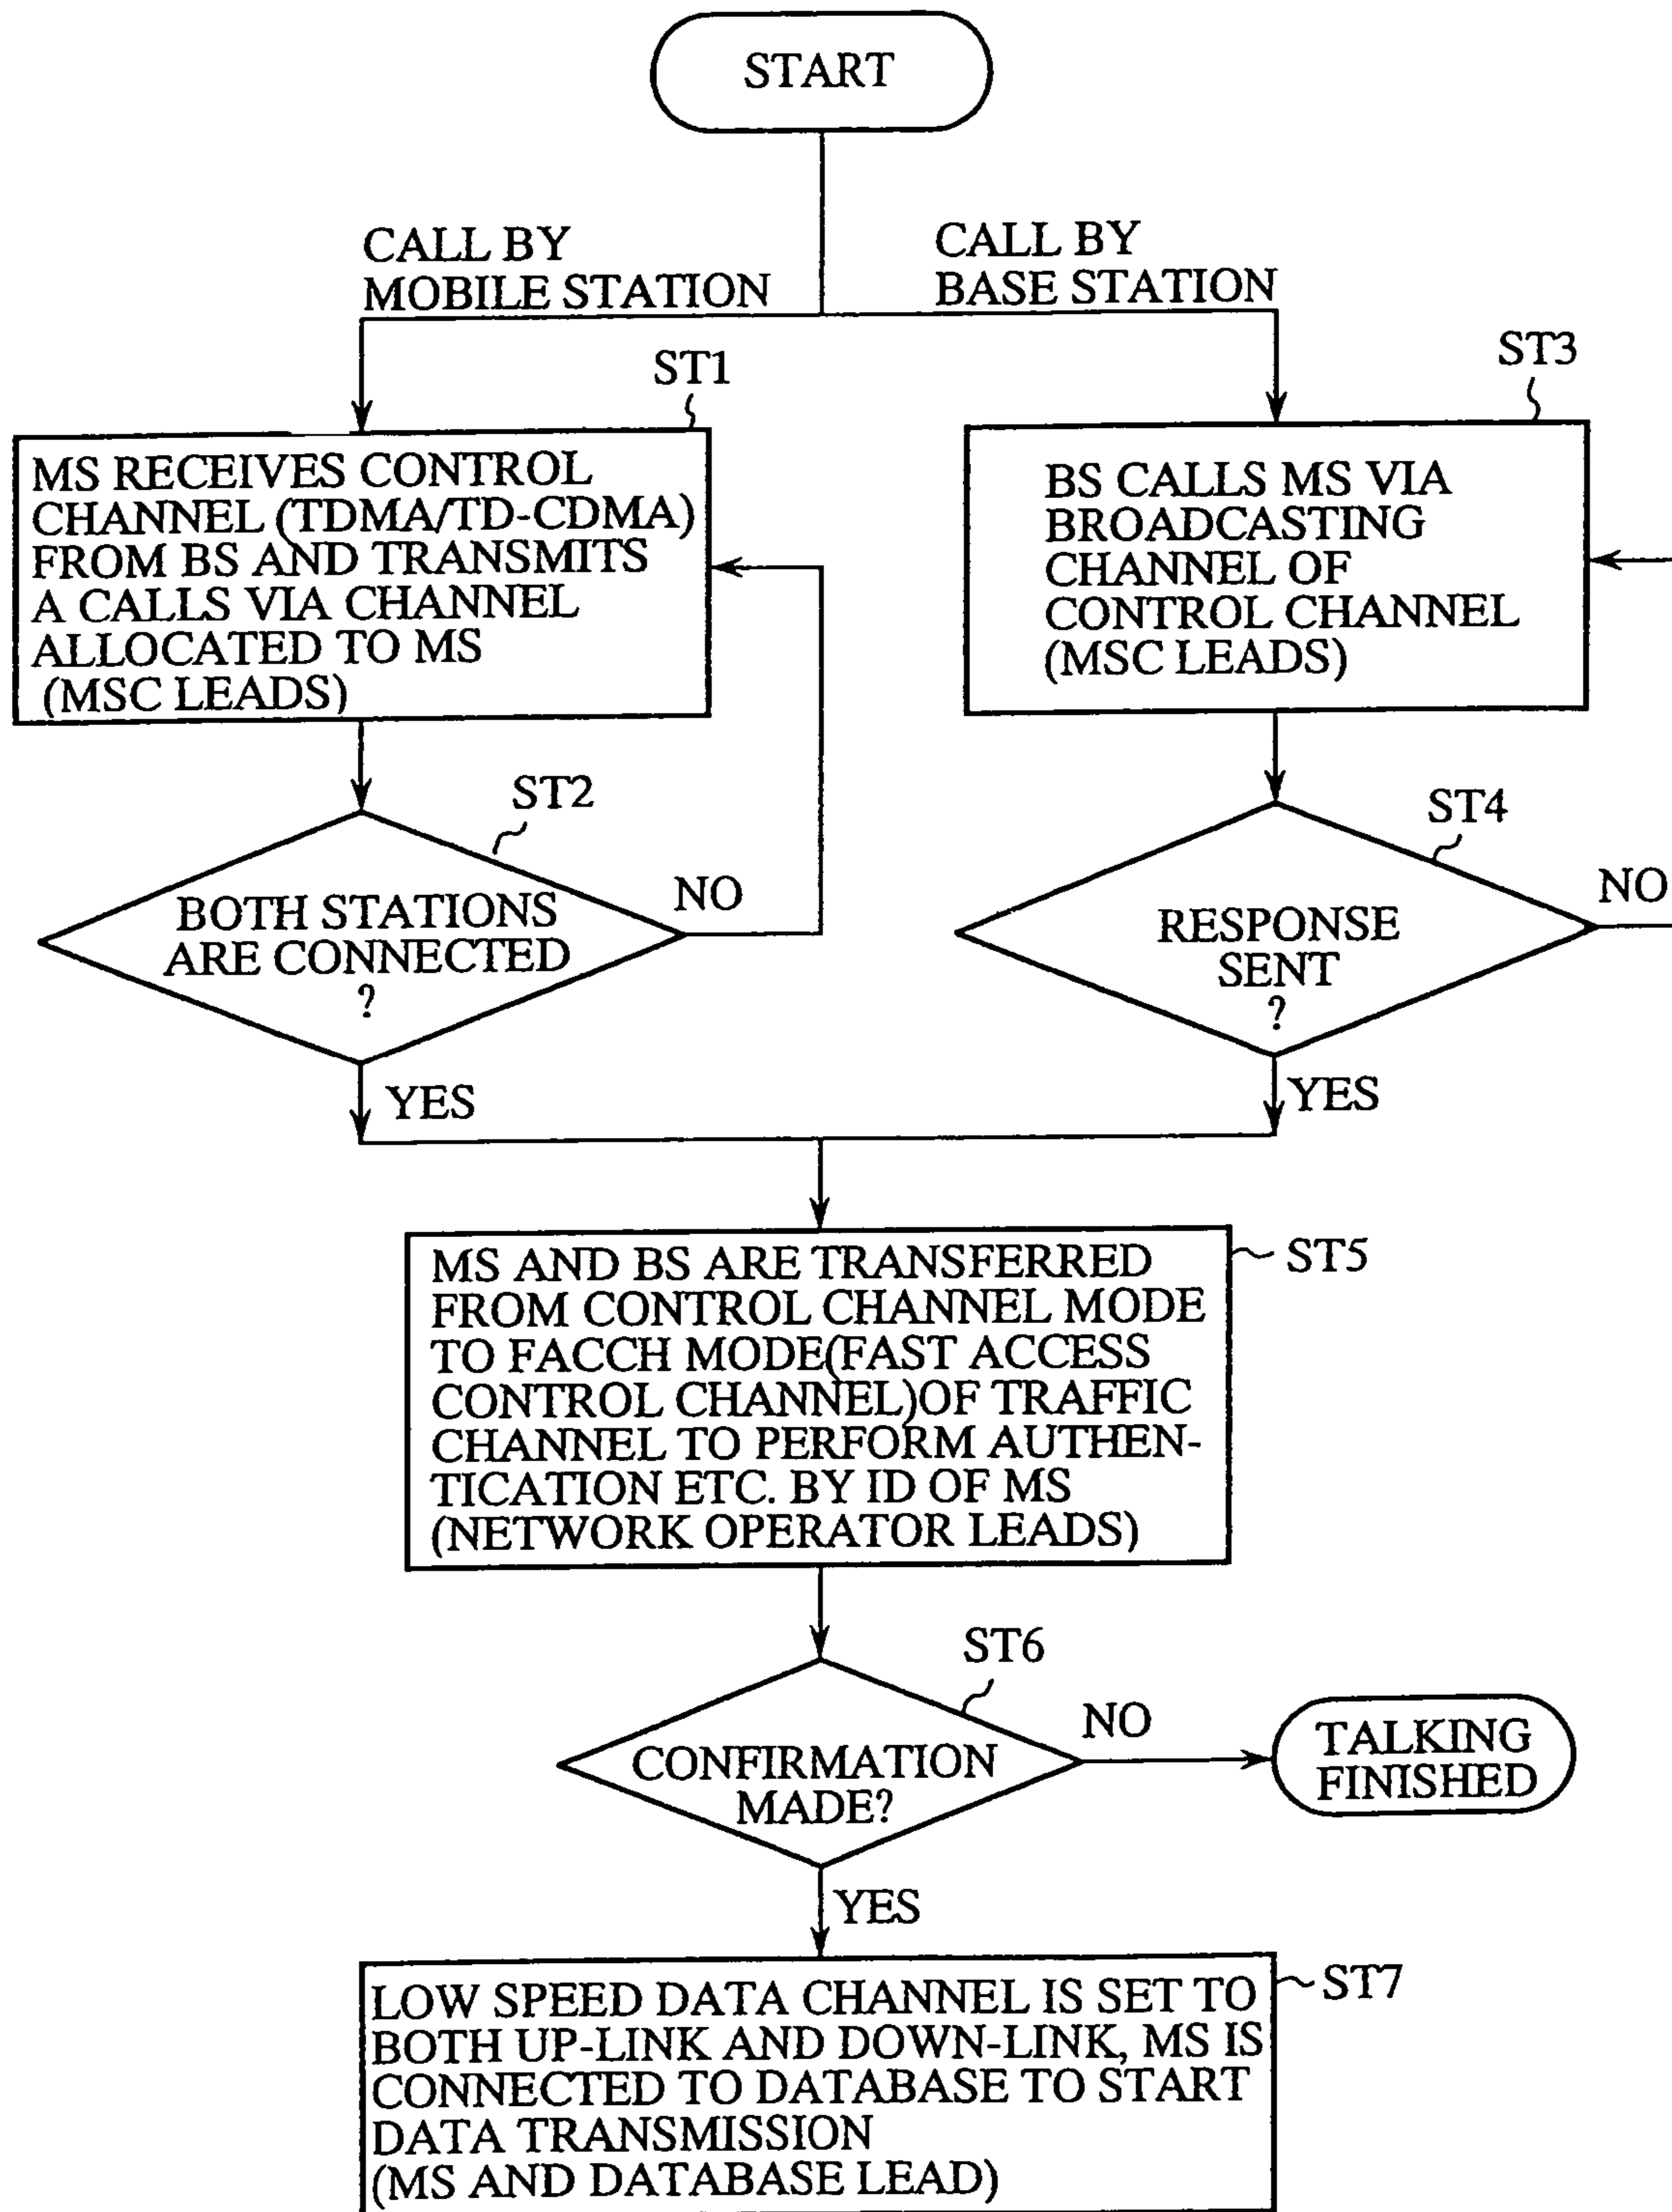 START
CALL BY
MOBILE STATION
CALL BY
BASE STATION
ST1
MS RECEIVES CONTROL
CHANNEL (TDMA/TD-CDMA)
FROM BS AND TRANSMITS
A CALLS VIA CHANNEL
ALLOCATED TO MS
(MSC LEADS)
ST3
BS CALLS MS VIA
BROADCASTING
CHANNEL OF
CONTROL CHANNEL
(MSC LEADS)
ST2
BOTH STATIONS
ARE CONNECTED
?
NO
YES
ST4
RESPONSE
SENT
?
NO
YES
ST5
MS AND BS ARE TRANSFERRED
FROM CONTROL CHANNEL MODE
TO FACCH MODE(FAST ACCESS
CONTROL CHANNEL)OF TRAFFIC
CHANNEL TO PERFORM AUTHEN-
TICATION ETC. BY ID OF MS
(NETWORK OPERATOR LEADS)
ST6
CONFIRMATION
MADE?
NO
TALKING
FINISHED
YES
ST7
LOW SPEED DATA CHANNEL IS SET TO
BOTH UP-LINK AND DOWN-LINK, MS IS
CONNECTED TO DATABASE TO START
DATA TRANSMISSION
(MS AND DATABASE LEAD)